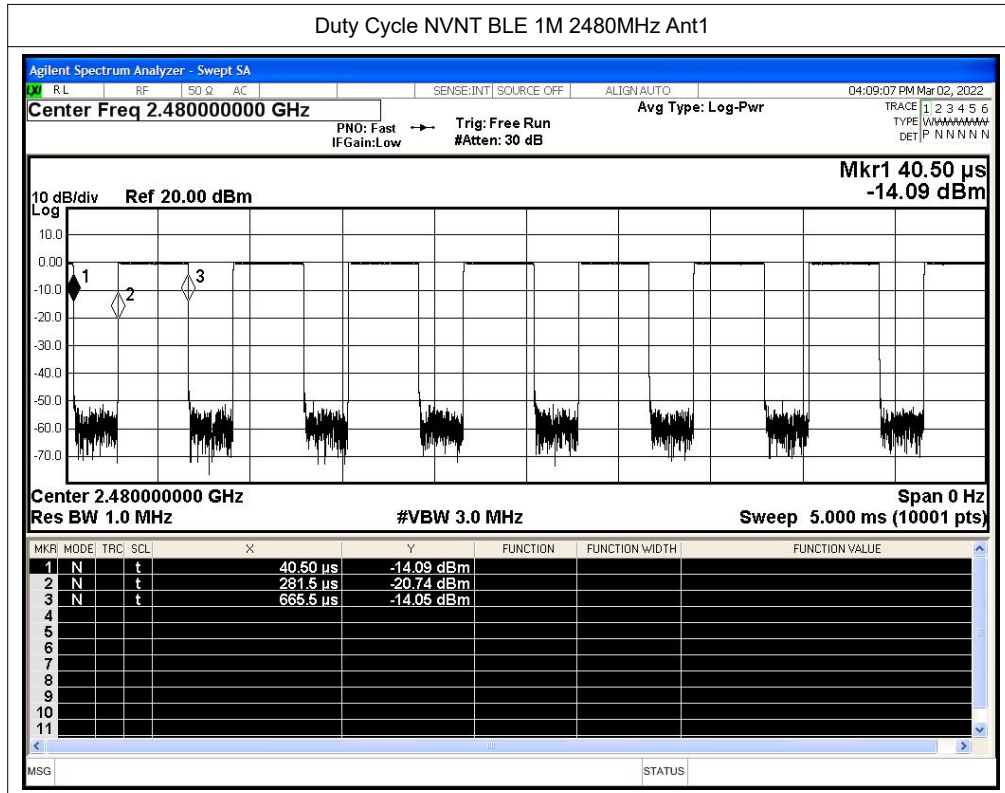 Duty Cycle NVNT BLE 1M 2480MHz Ant1
Agilent Spectrum Analyzer - Swept SA
LXI RL RF 50 Ω AC SENSE:INT SOURCE OFF ALIGN AUTO 04:09:07 PM Mar 02, 2022
Center Freq 2.480000000 GHz Avg Type: Log-Pwr TRACE 1 2 3 4 5 6
PNO: Fast Trig: Free Run TYPE WWWWWW
IFGain:Low #Atten: 30 dB DET P N N N N N
Mkr1 40.50 µs
10 dB/div Ref 20.00 dBm -14.09 dBm
Log
10.0
0.00
1
3
-10.0
2
-20.0
-30.0
-40.0
-50.0
-60.0
-70.0
Center 2.480000000 GHz Span 0 Hz
Res BW 1.0 MHz #VBW 3.0 MHz Sweep 5.000 ms (10001 pts)
MKR MODE TRC SCL X Y FUNCTION FUNCTION WIDTH FUNCTION VALUE
1 N t 40.50 µs -14.09 dBm
2 N t 281.5 µs -20.74 dBm
3 N t 665.5 µs -14.05 dBm
4
5
6
7
8
9
10
11
MSG STATUS